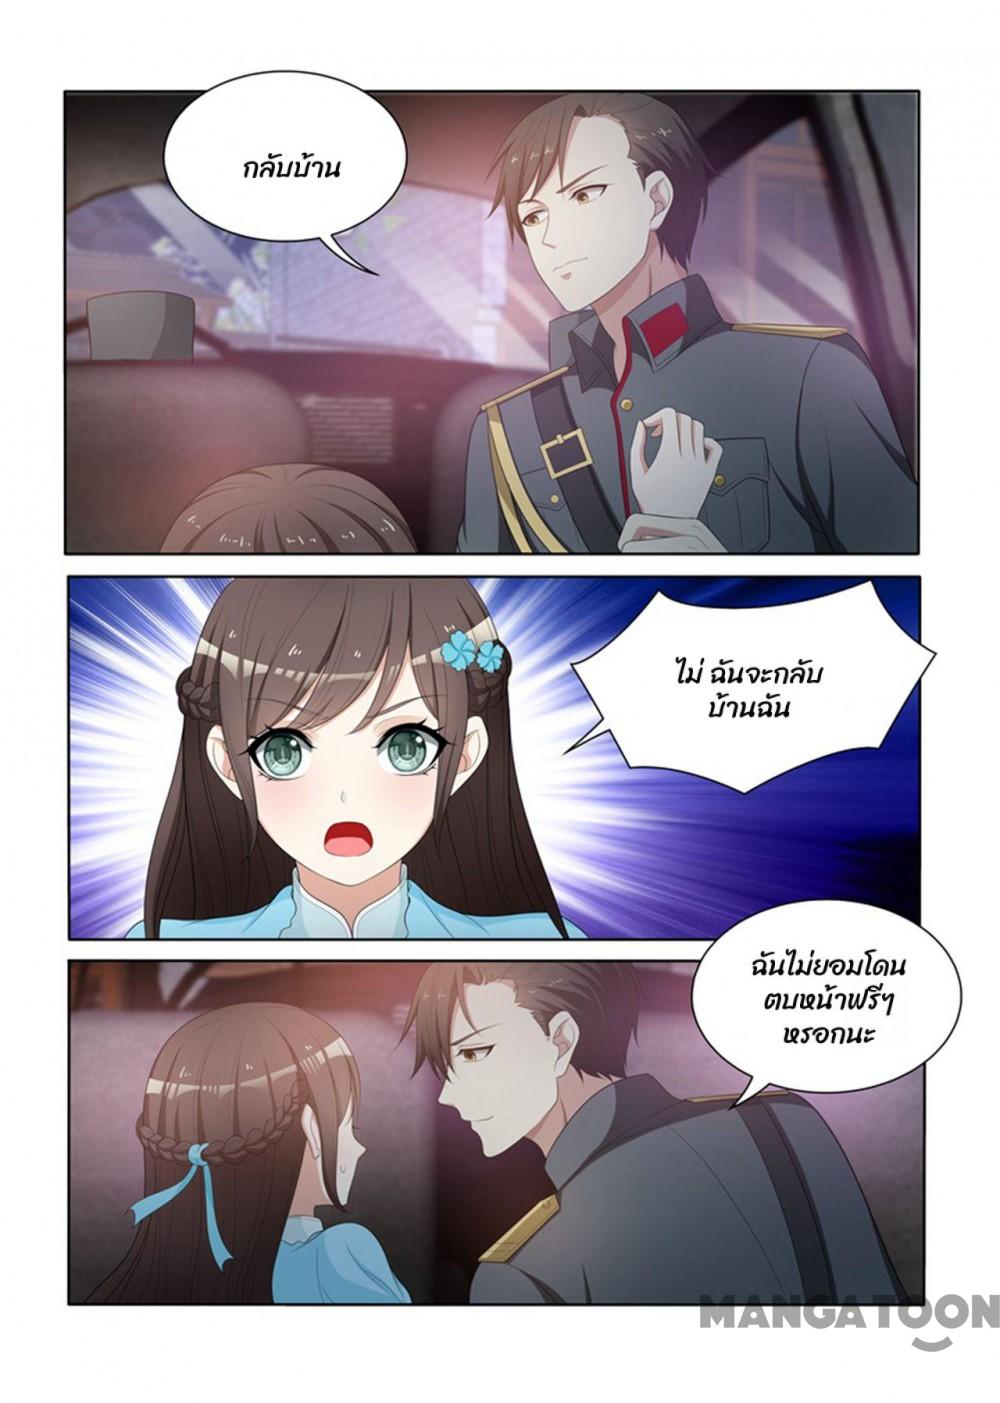 กลับบ้าน
ไม่ ฉันจะกลับ
บ้านฉัน
ฉันไม่ยอมโดน
ตบหน้าฟรีๆ
หรอกนะ
MANGATOON